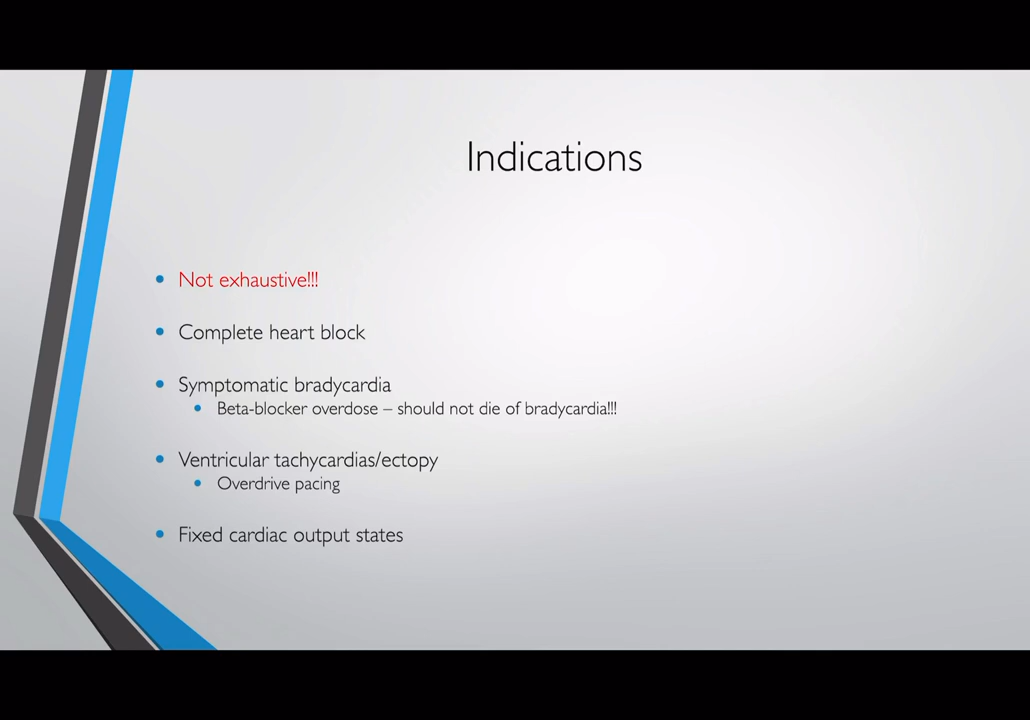 Indications
Not exhaustive!!!
Complete heart block
Symptomatic bradycardia
Beta-blocker overdose – should not die of bradycardia!!!
Ventricular tachycardias/ectopy
Overdrive pacing
Fixed cardiac output states